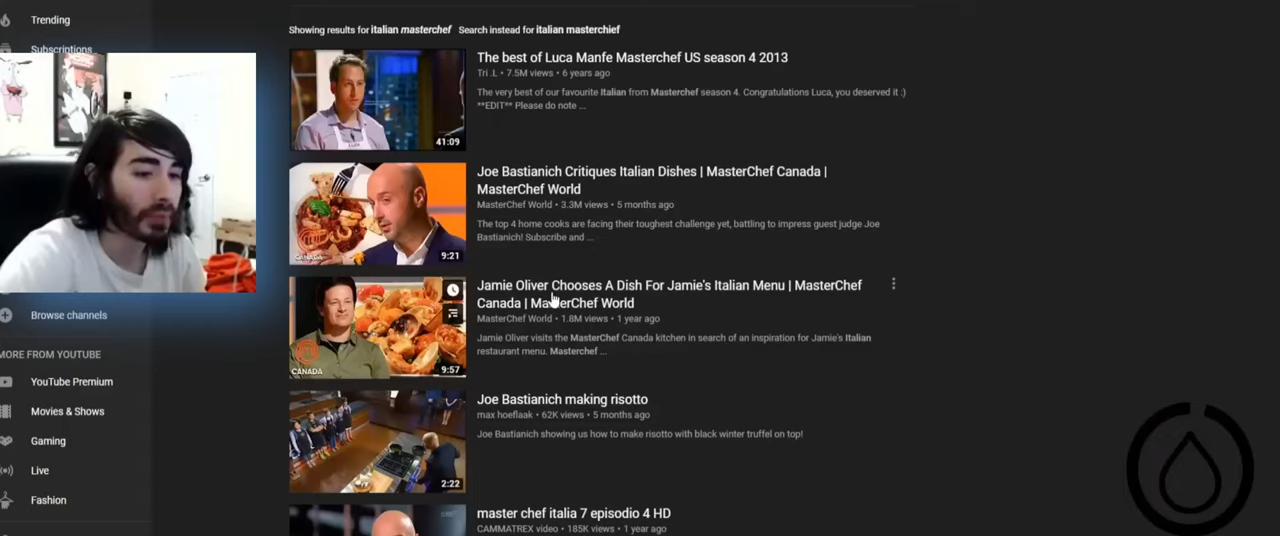 Trending
Subscriptions
Browse channels
MORE FROM YOUTUBE
YouTube Premium
Movies & Shows
Gaming
Live
Fashion
Showing results for italian masterchef Search instead for italian masterchief
41:09
The best of Luca Manfe Masterchef US season 4 2013
Tri .L • 7.5M views • 6 years ago
The very best of our favourite Italian from Masterchef season 4. Congratulations Luca, you deserved it :)
**EDIT** Please do note ...
CANADA
9:21
Joe Bastianich Critiques Italian Dishes | MasterChef Canada |
MasterChef World
MasterChef World • 3.3M views • 5 months ago
The top 4 home cooks are facing their toughest challenge yet, battling to impress guest judge Joe
Bastianich! Subscribe and ...
CANADA
9:57
Jamie Oliver Chooses A Dish For Jamie's Italian Menu | MasterChef
Canada | MasterChef World
MasterChef World • 1.8M views • 1 year ago
Jamie Oliver visits the MasterChef Canada kitchen in search of an inspiration for Jamie's Italian
restaurant menu. Masterchef ...
2:22
Joe Bastianich making risotto
max hoeflaak • 62K views • 5 months ago
Joe Bastianich showing us how to make risotto with black winter truffel on top!
master chef italia 7 episodio 4 HD
CAMMATREX video • 185K views • 1 year ago